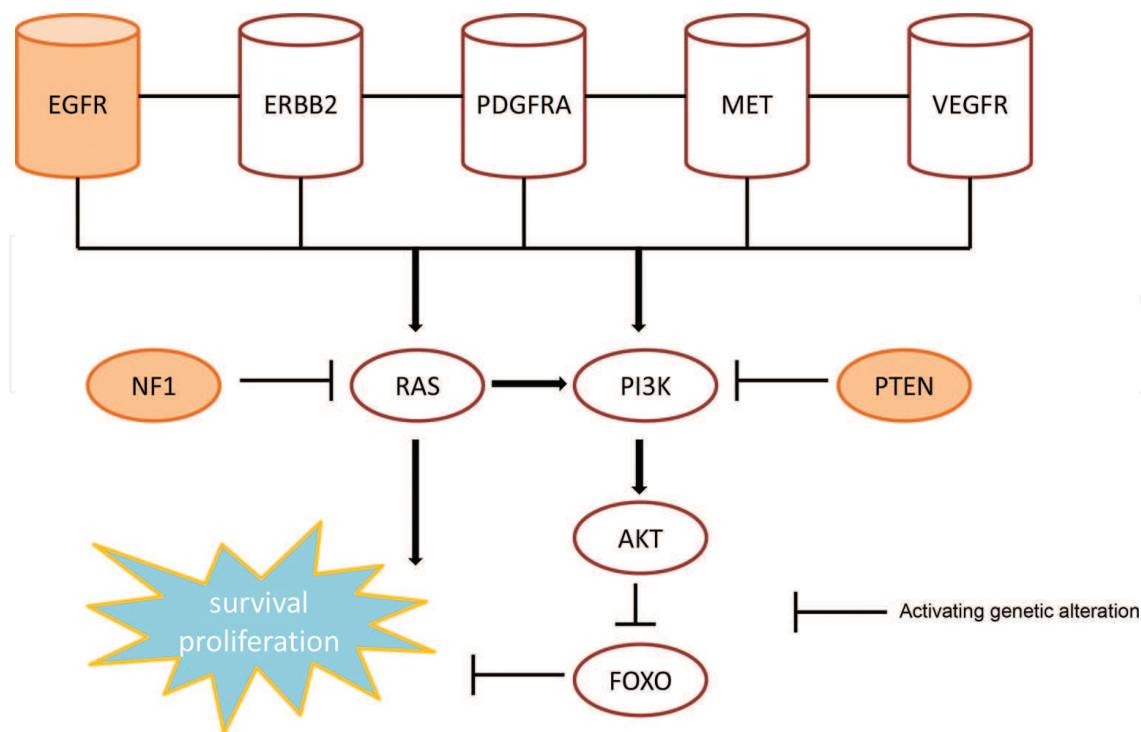 EGFR
ERBB2
PDGFRA
MET
VEGFR
NF1
RAS
PI3K
PTEN
AKT
survival
proliferation
Activating genetic alteration
FOXO